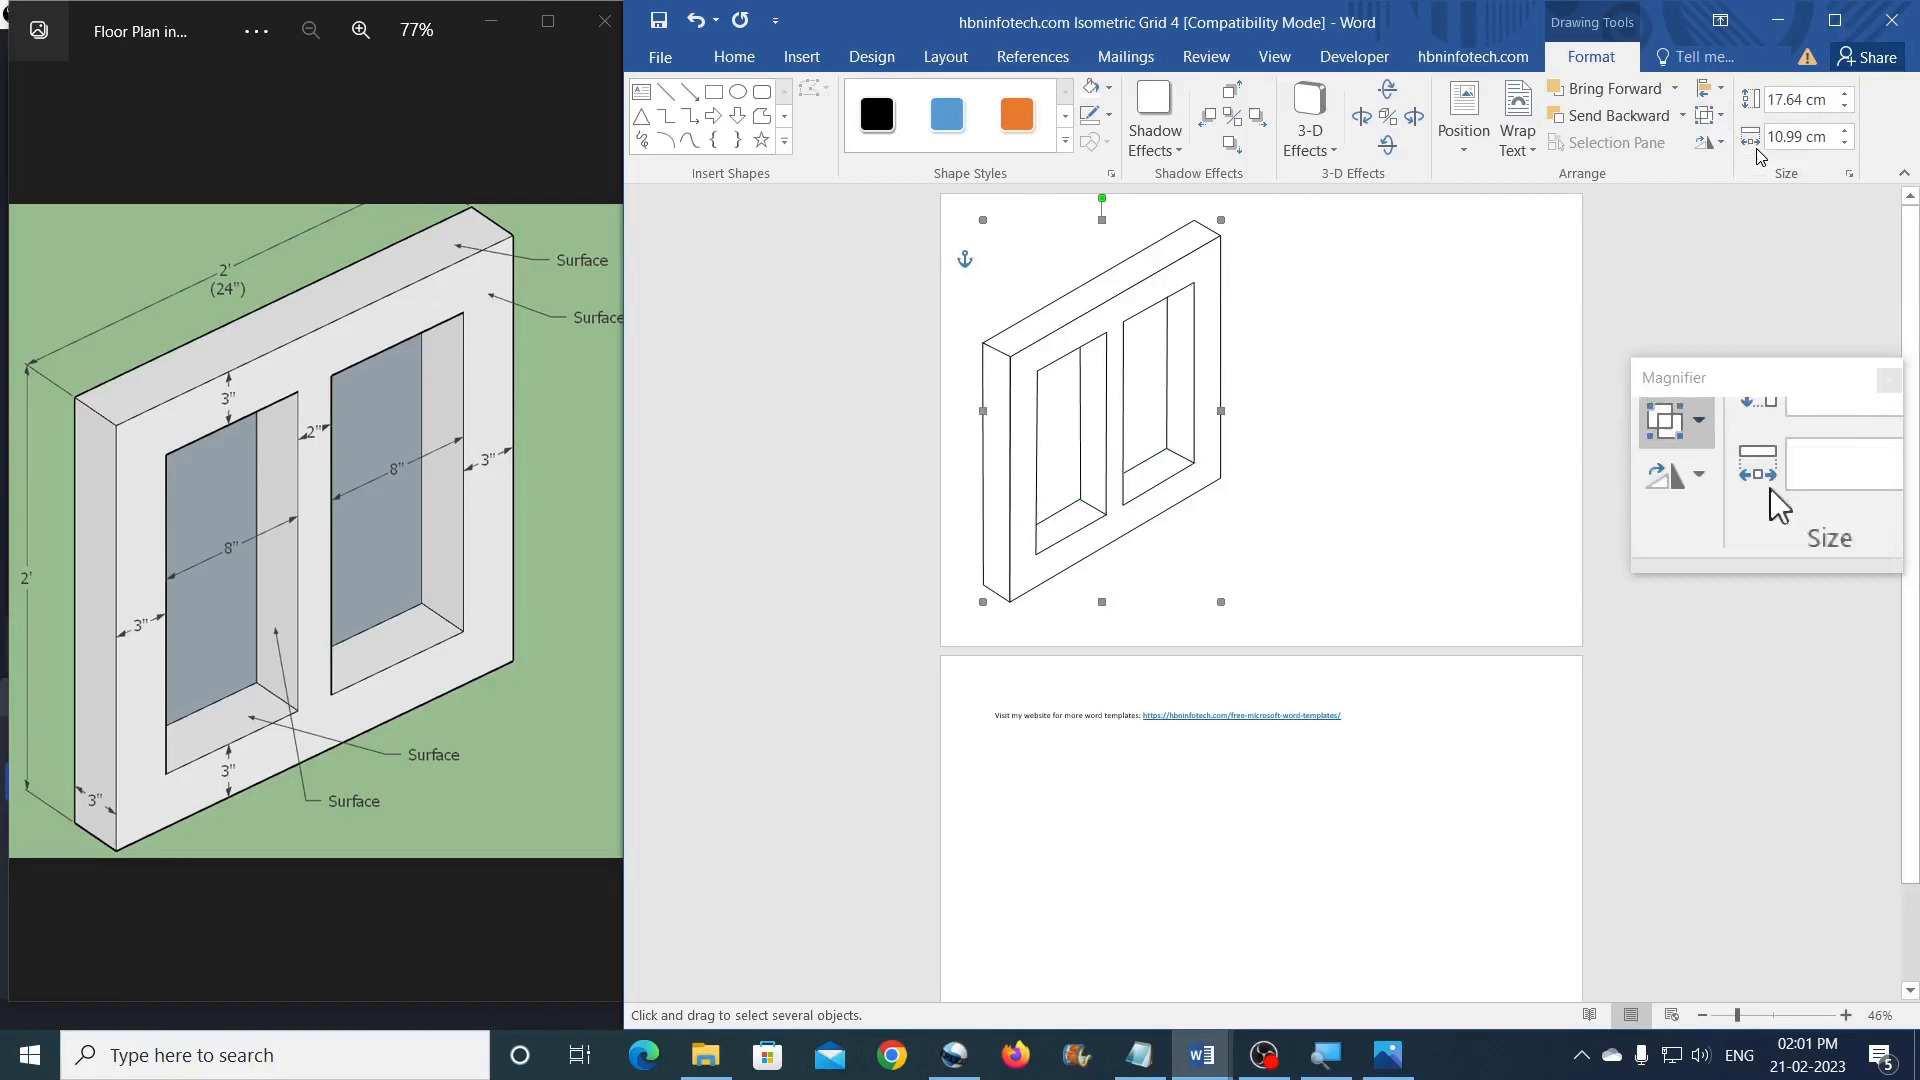 Floor Plan in...
77%
2'
(24")
Surface
Surface
3"
2"
8"
3"
8"
2'
3"
Surface
3"
3"
Surface
hbninfotech.com Isometric Grid 4 [Compatibility Mode] - Word
Drawing Tools
File Home Insert Design Layout References Mailings Review View Developer hbninfotech.com Format Tell me... Share
Shadow Effects
3-D Effects
Position
Wrap Text
Bring Forward
Send Backward
Selection Pane
17.64 cm
10.99 cm
Insert Shapes Shape Styles Shadow Effects 3-D Effects Arrange Size
Magnifier
Size
Visit my website for more word templates: https://hbninfotech.com/free-microsoft-word-templates/
Click and drag to select several objects.
46%
Type here to search
ENG
02:01 PM
21-02-2023
5